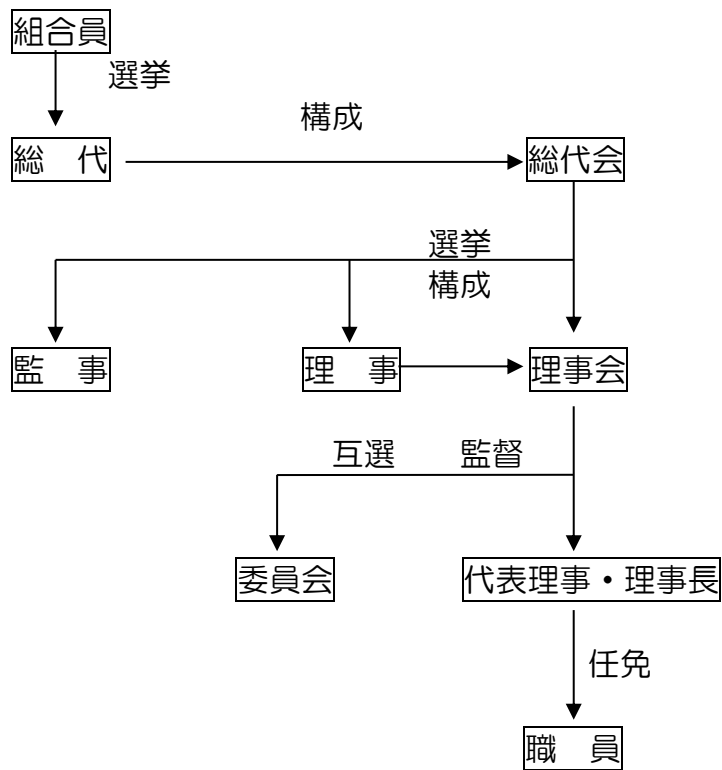 組合員
選挙
構成
総　代
総代会
選挙
構成
監　事
理　事
理事会
互選
監督
委員会
代表理事・理事長
任免
職　員